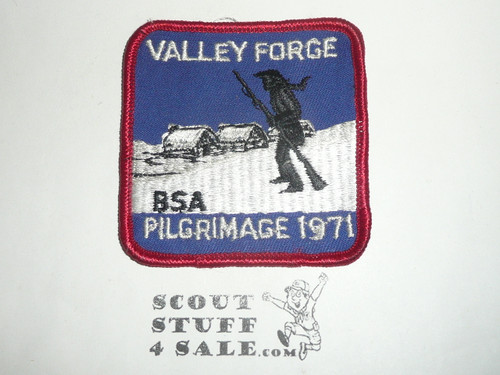 VALLEY FORGE
BSA
PILGRIMAGE 1971
SCOUT
STUFF
4 SALE.com